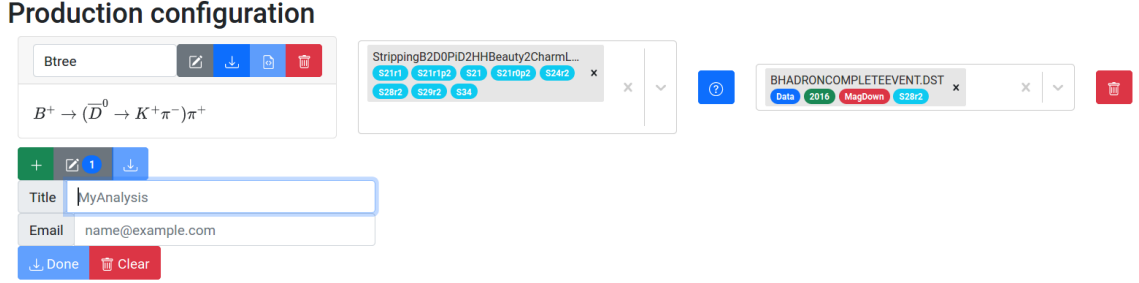 Production configuration
Btree
B⁺ → (D̅⁰ → K⁺π⁻)π⁺
StrippingB2D0PiD2HHBeauty2CharmL...
S21r1 S21r1p2 S21 S21r0p2 S24r2
S28r2 S29r2 S34
BHADRONCOMPLETEEVENT.DST
Data 2016 MagDown S28r2
1
Title MyAnalysis
Email name@example.com
Done Clear